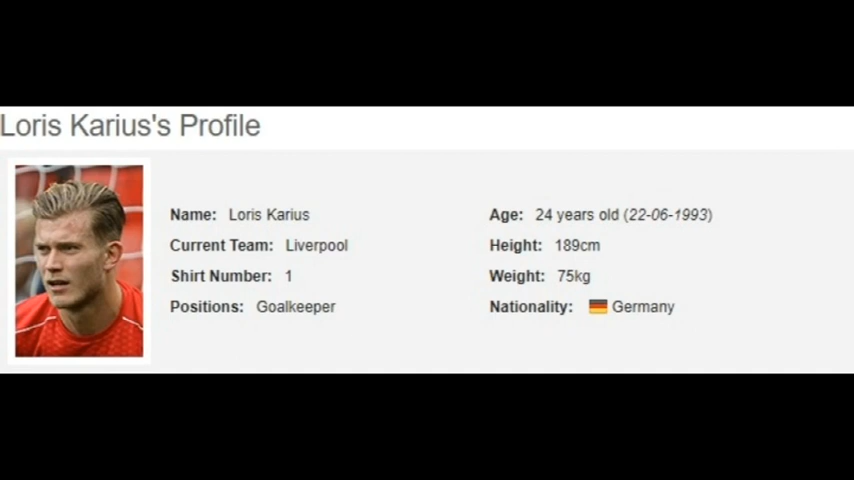 Loris Karius's Profile
Name: Loris Karius
Age: 24 years old (22-06-1993)
Current Team: Liverpool
Height: 189cm
Shirt Number: 1
Weight: 75kg
Positions: Goalkeeper
Nationality: Germany